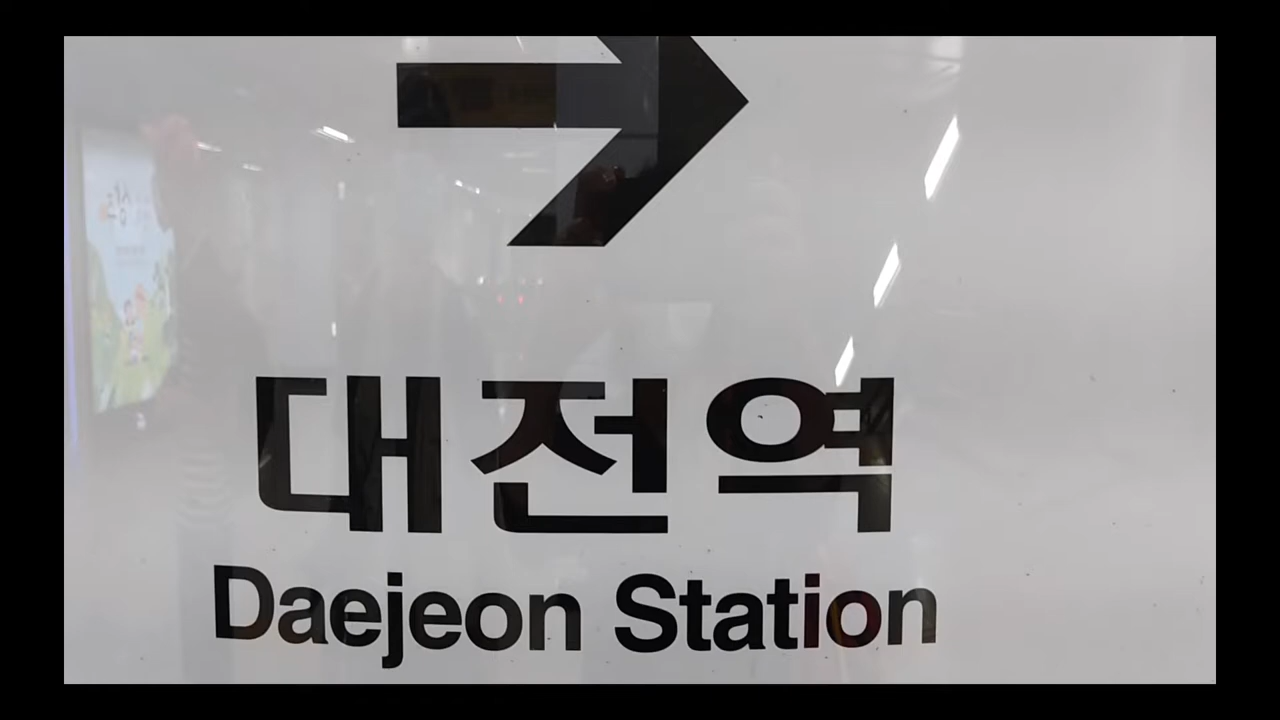 대전역
Daejeon Station